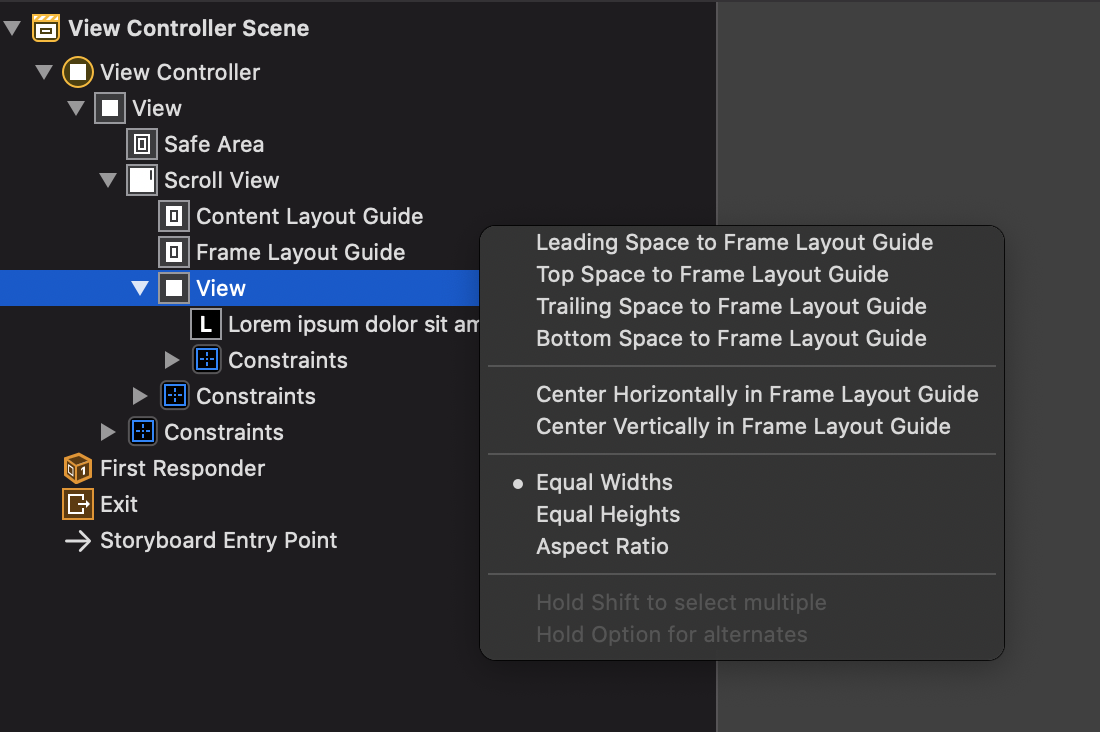 View Controller Scene
View Controller
View
Safe Area
Scroll View
Content Layout Guide
Frame Layout Guide
View
L Lorem ipsum dolor sit am
Constraints
Constraints
Constraints
1 First Responder
Exit
Storyboard Entry Point
Leading Space to Frame Layout Guide
Top Space to Frame Layout Guide
Trailing Space to Frame Layout Guide
Bottom Space to Frame Layout Guide
Center Horizontally in Frame Layout Guide
Center Vertically in Frame Layout Guide
Equal Widths
Equal Heights
Aspect Ratio
Hold Shift to select multiple
Hold Option for alternates